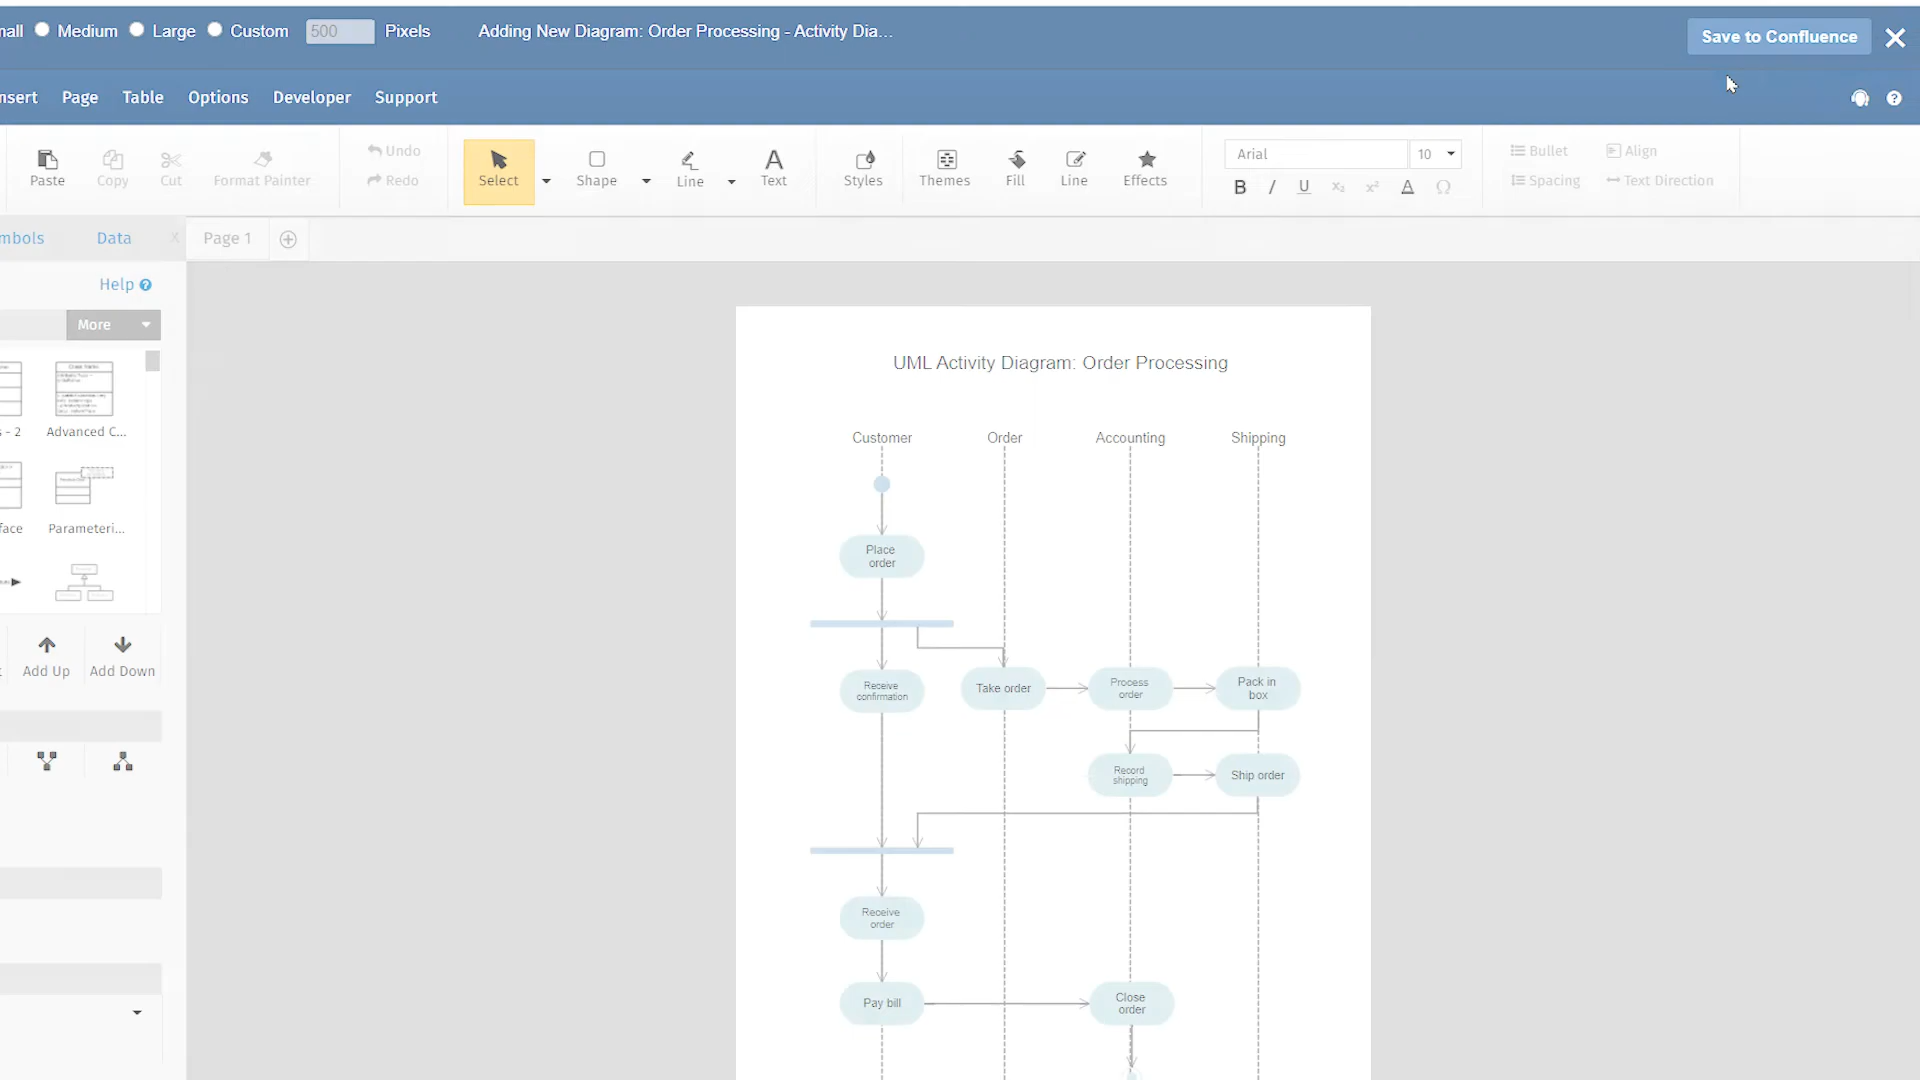 mall Medium Large Custom 500 Pixels Adding New Diagram: Order Processing - Activity Dia... Save to Confluence
nsert Page Table Options Developer Support
Paste Copy Cut Format Painter Undo Redo Select Shape Line Text Styles Themes Fill Line Effects Arial 10 Bullet Align Spacing Text Direction
mbols Data Page 1
Help
More
s - 2 Advanced C...
face Parameteri...
Add Up Add Down
UML Activity Diagram: Order Processing
Customer Order Accounting Shipping
Place
order
Receive
confirmation
Take order
Process
order
Pack in
box
Record
shipping
Ship order
Receive
order
Pay bill
Close
order